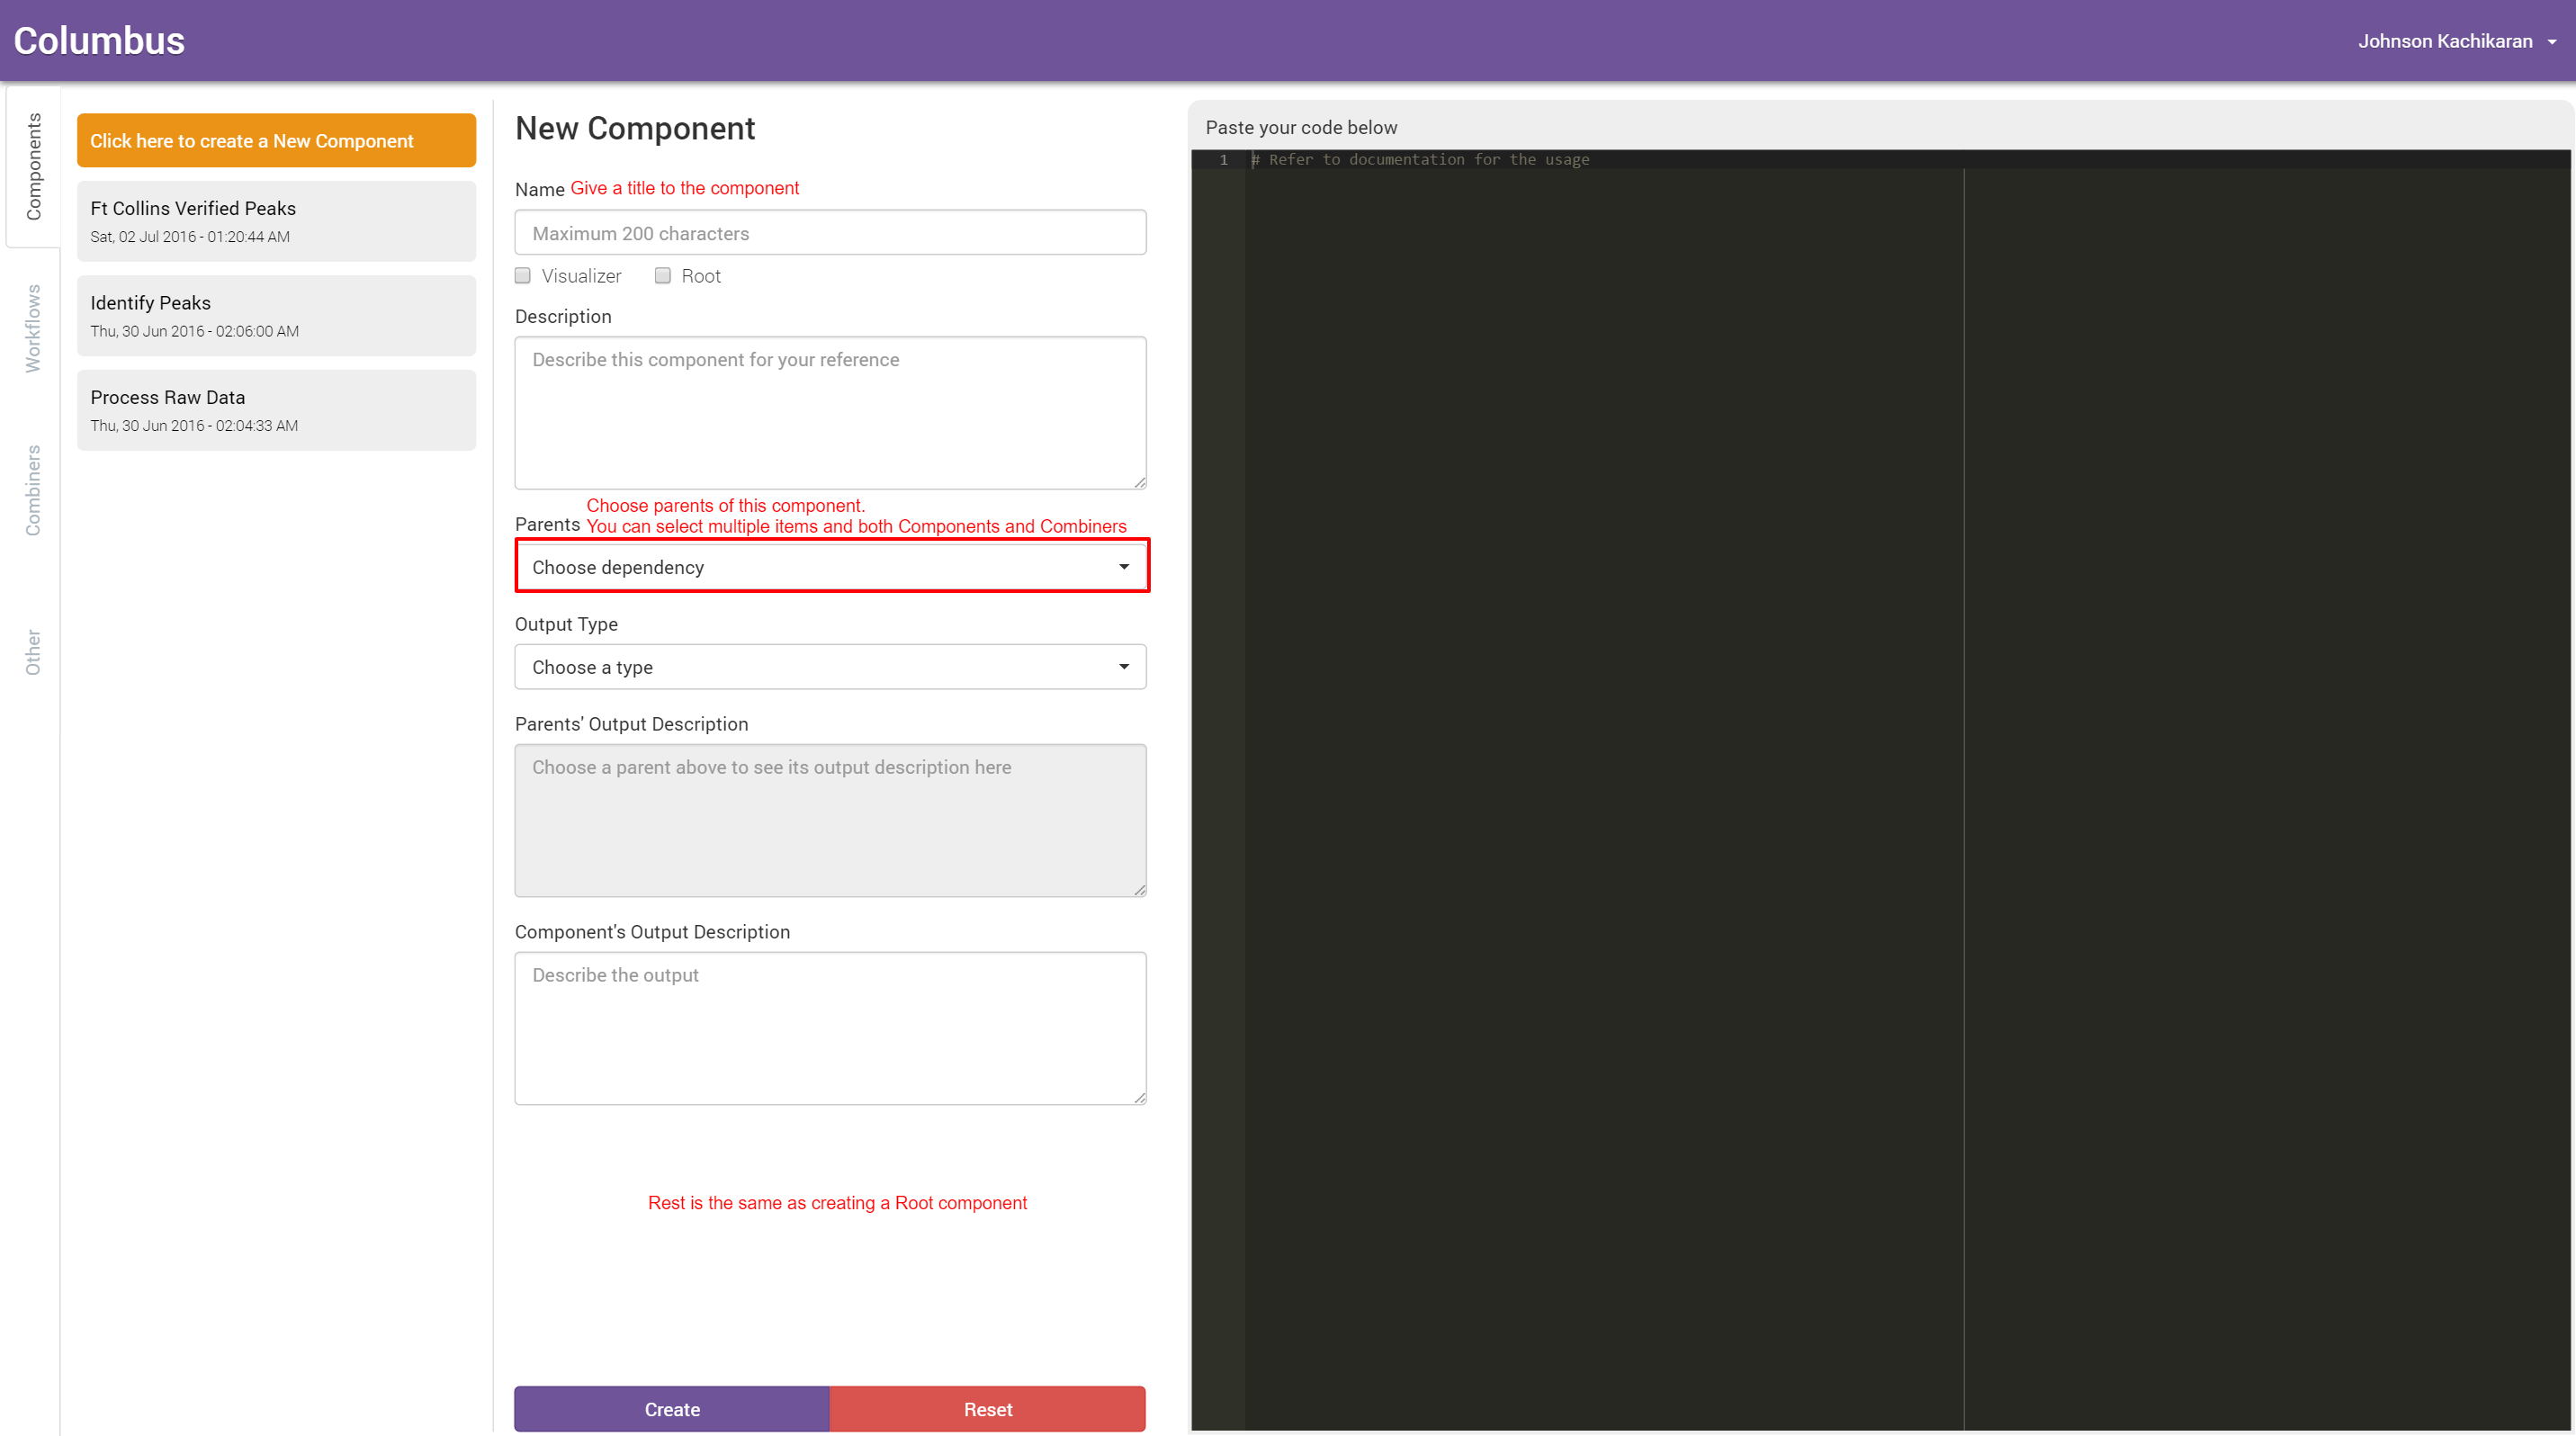 Columbus
Johnson Kachikaran
Components
Workflows
Combiners
Other
Click here to create a New Component
Ft Collins Verified Peaks
Sat, 02 Jul 2016 - 01:20:44 AM
Identify Peaks
Thu, 30 Jun 2016 - 02:06:00 AM
Process Raw Data
Thu, 30 Jun 2016 - 02:04:33 AM
New Component
Name Give a title to the component
Maximum 200 characters
Visualizer Root
Description
Describe this component for your reference
Choose parents of this component.
Parents You can select multiple items and both Components and Combiners
Choose dependency
Output Type
Choose a type
Parents' Output Description
Choose a parent above to see its output description here
Component's Output Description
Describe the output
Rest is the same as creating a Root component
Create Reset
Paste your code below
1 # Refer to documentation for the usage